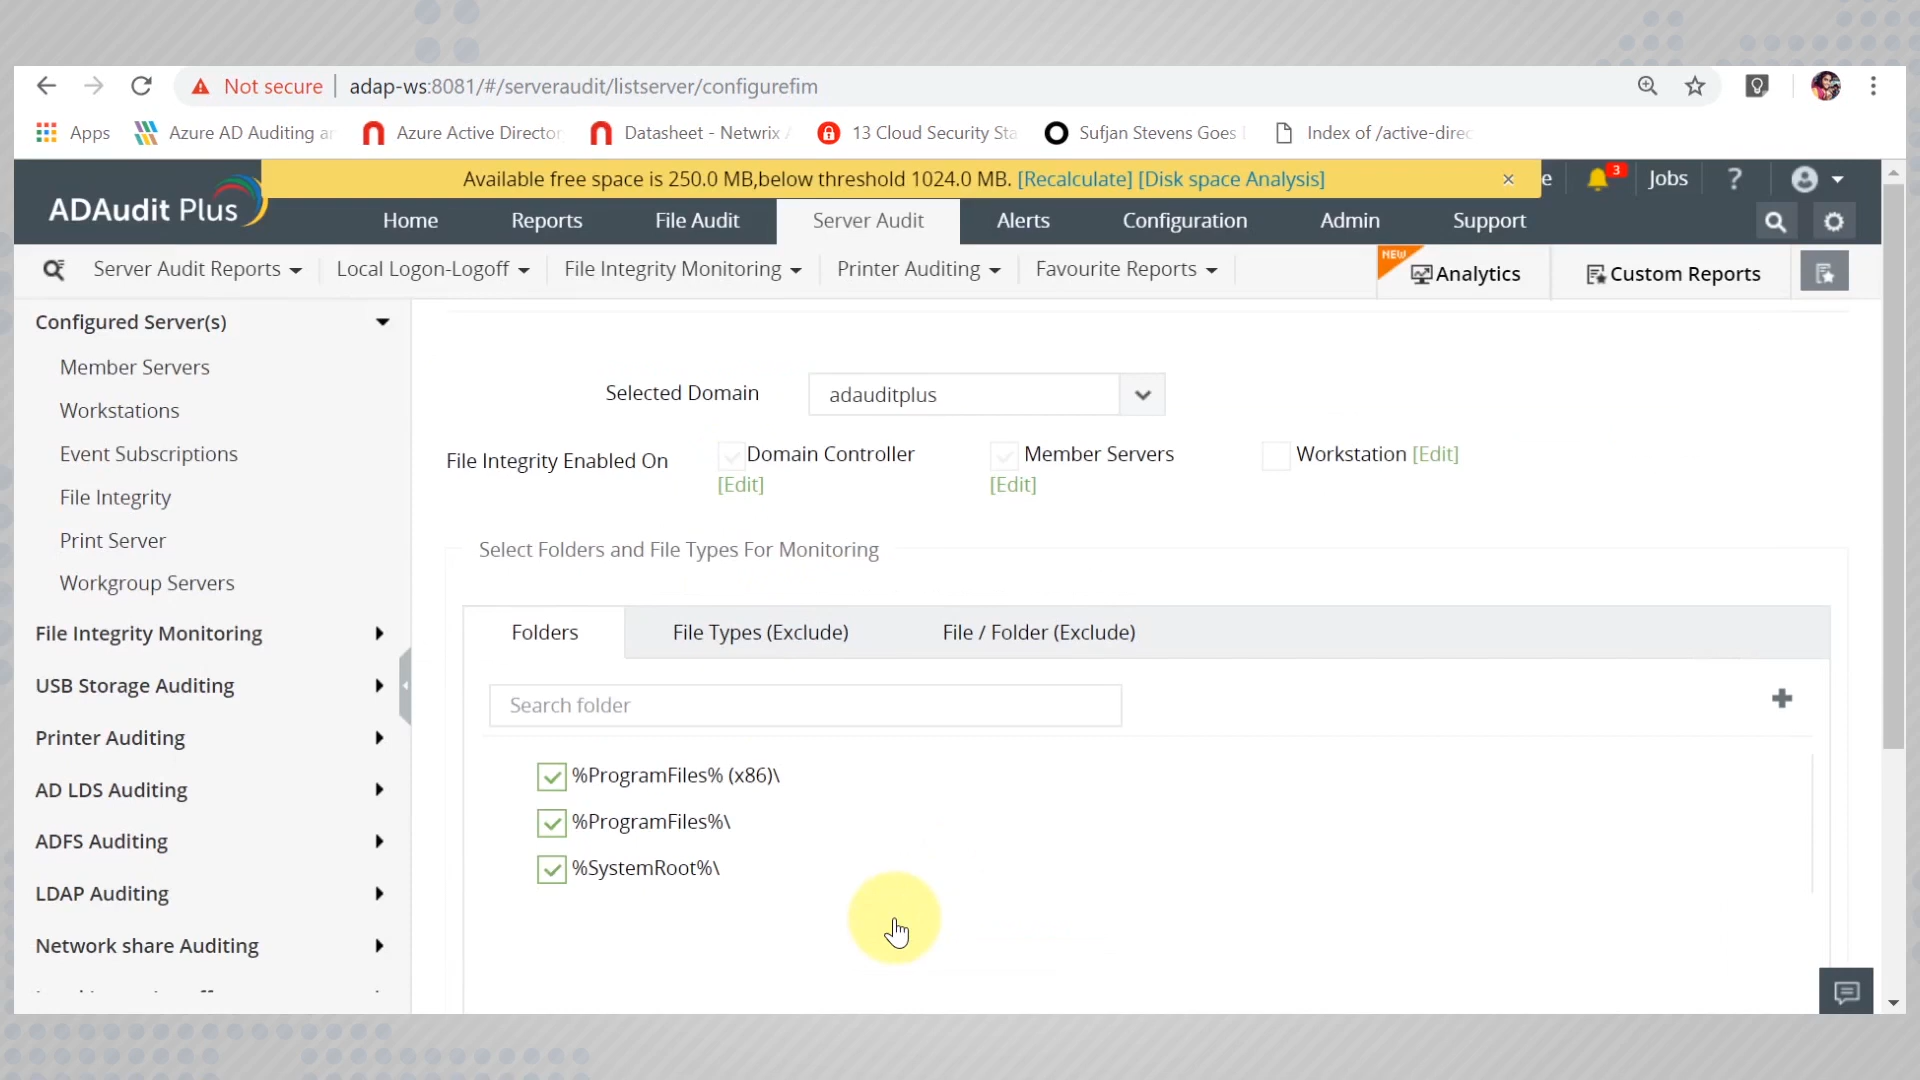 Not secure | adap-ws:8081/#/serveraudit/listserver/configurefim
Apps Azure AD Auditing Azure Active Director Datasheet - Netwrix 13 Cloud Security Sta Sufjan Stevens Goes Index of /active-direc
Available free space is 250.0 MB,below threshold 1024.0 MB. [Recalculate] [Disk space Analysis] × e 3 Jobs ?
ADAudit Plus
Home Reports File Audit Server Audit Alerts Configuration Admin Support
Server Audit Reports Local Logon-Logoff File Integrity Monitoring Printer Auditing Favourite Reports NEW Analytics Custom Reports
Configured Server(s)
Member Servers
Workstations
Event Subscriptions
File Integrity
Print Server
Workgroup Servers
File Integrity Monitoring
USB Storage Auditing
Printer Auditing
AD LDS Auditing
ADFS Auditing
LDAP Auditing
Network share Auditing
Selected Domain adauditplus
File Integrity Enabled On Domain Controller [Edit] Member Servers [Edit] Workstation [Edit]
Select Folders and File Types For Monitoring
Folders File Types (Exclude) File / Folder (Exclude)
Search folder
%ProgramFiles% (x86)\
%ProgramFiles%\
%SystemRoot%\